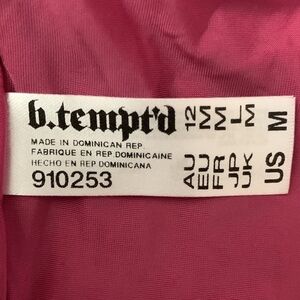 b.tempt'd
MADE IN DOMINICAN REP.
FABRIQUE EN REP. DOMINICAINE
HECHO EN REP. DOMINICANA
910253
AU 12
EU M
FR M
JP L
UK M
US M